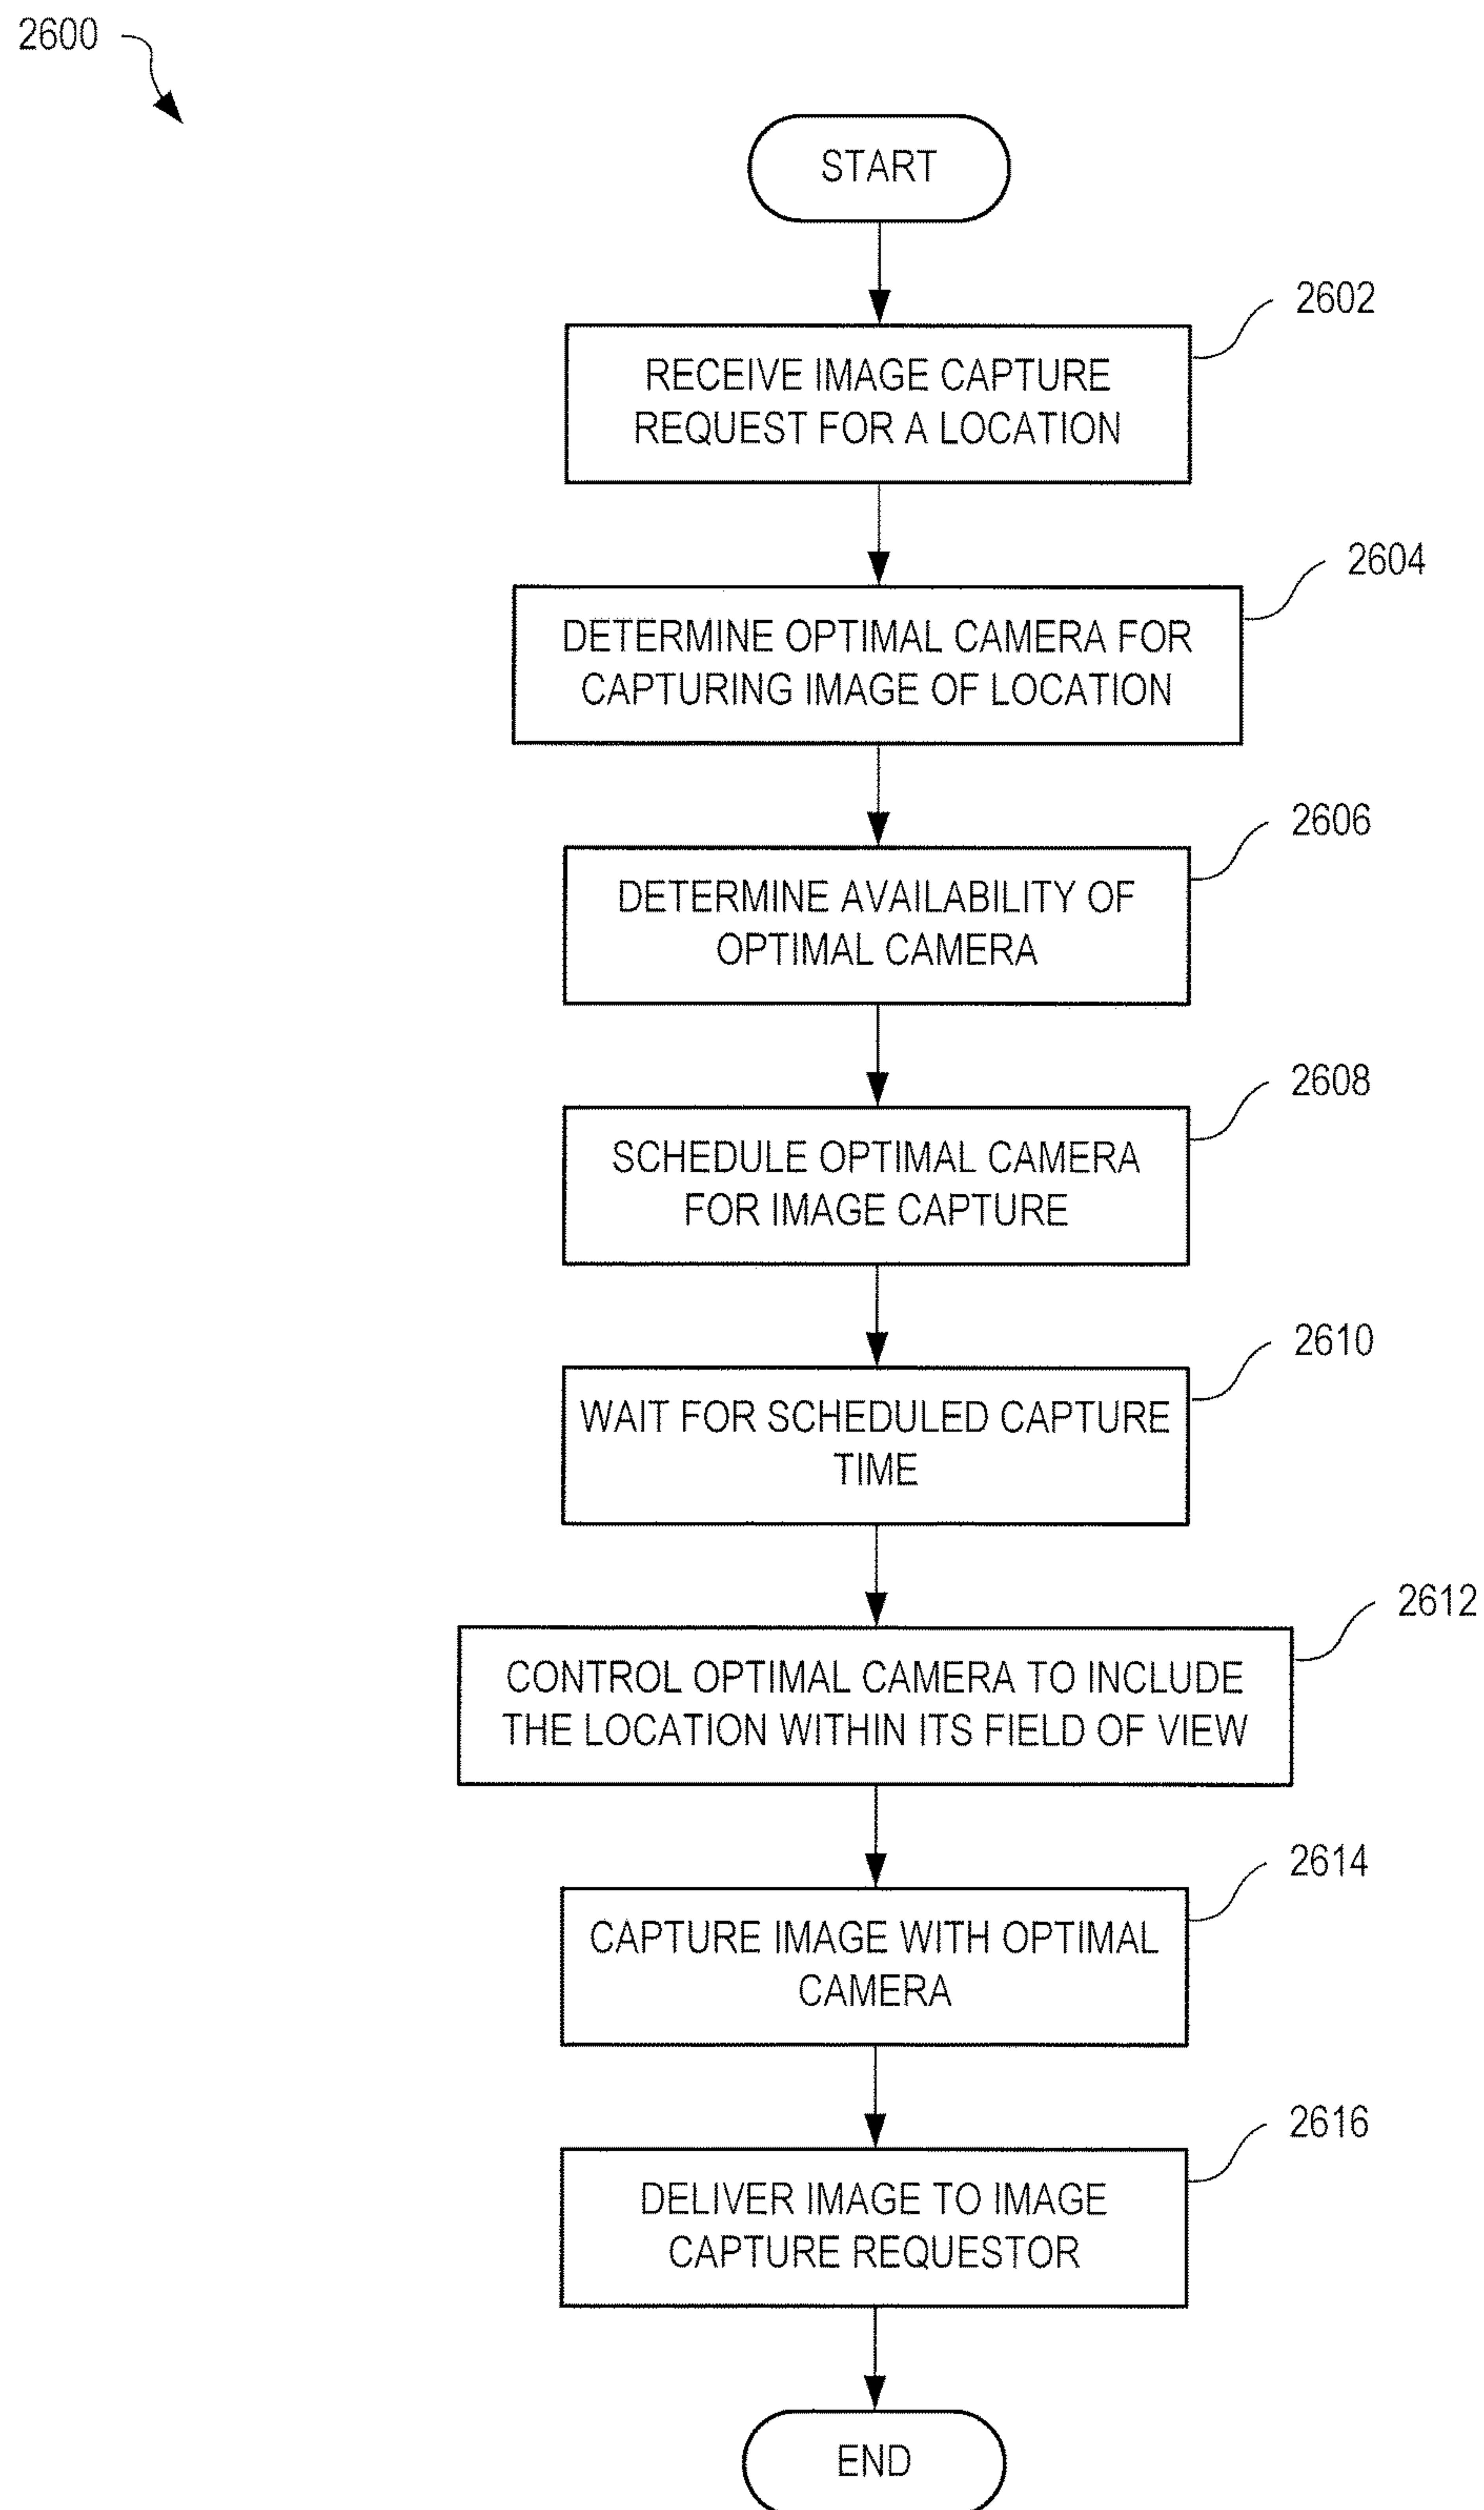 2600
START
2602
RECEIVE IMAGE CAPTURE
REQUEST FOR A LOCATION
2604
DETERMINE OPTIMAL CAMERA FOR
CAPTURING IMAGE OF LOCATION
2606
DETERMINE AVAILABILITY OF
OPTIMAL CAMERA
2608
SCHEDULE OPTIMAL CAMERA
FOR IMAGE CAPTURE
2610
WAIT FOR SCHEDULED CAPTURE
TIME
2612
CONTROL OPTIMAL CAMERA TO INCLUDE
THE LOCATION WITHIN ITS FIELD OF VIEW
2614
CAPTURE IMAGE WITH OPTIMAL
CAMERA
2616
DELIVER IMAGE TO IMAGE
CAPTURE REQUESTOR
END